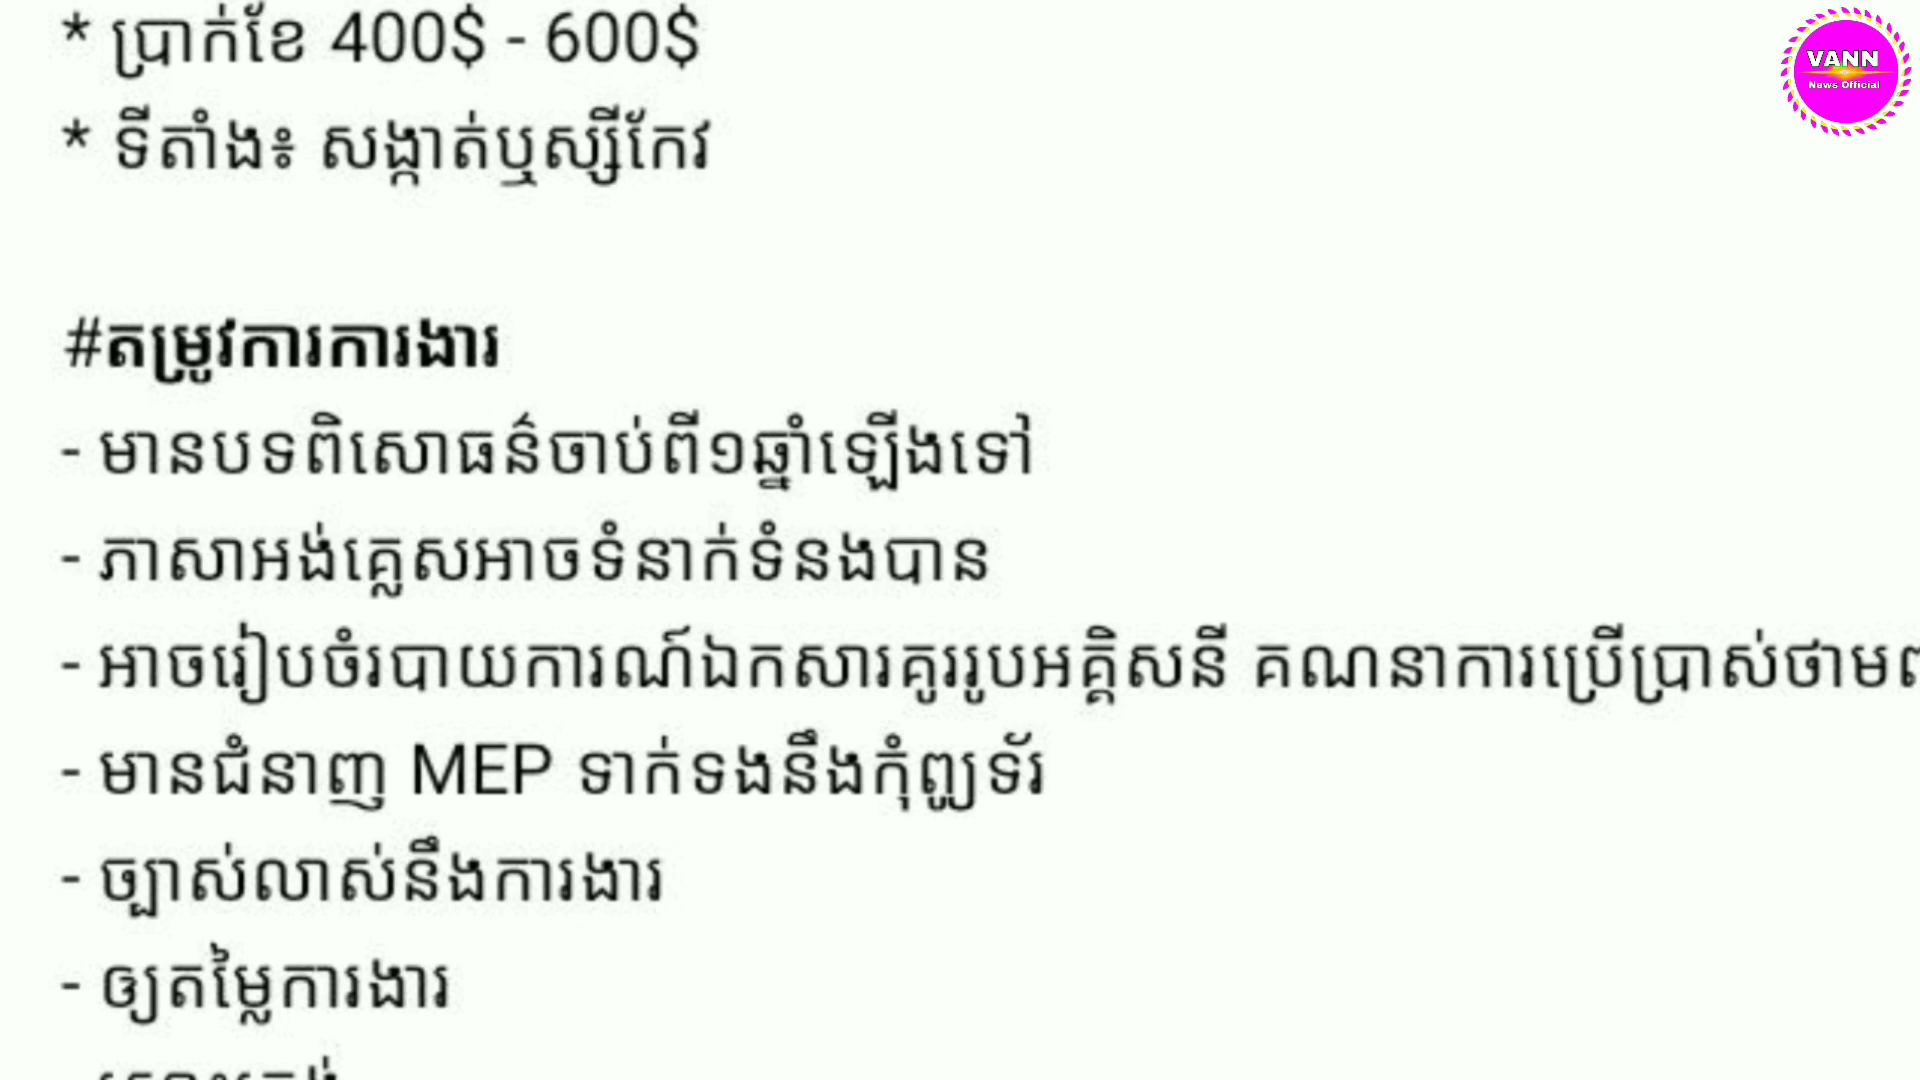 * ប្រាក់ខែ 400$ - 600$
* ទីតាំង៖ សង្កាត់ឬស្សីកែវ
#តម្រូវការការងារ
- មានបទពិសោធន៌ចាប់ពី១ឆ្នាំឡើងទៅ
- ភាសាអង់គ្លេសអាចទំនាក់ទំនងបាន
- អាចរៀបចំរបាយការណ៍ឯកសារគូររូបអគ្គិសនី គណនាការប្រើប្រាស់ថាមព
- មានជំនាញ MEP ទាក់ទងនឹងកុំព្យូទ័រ
- ច្បាស់លាស់នឹងការងារ
- ឲ្យតម្លៃការងារ
VANN
News Official